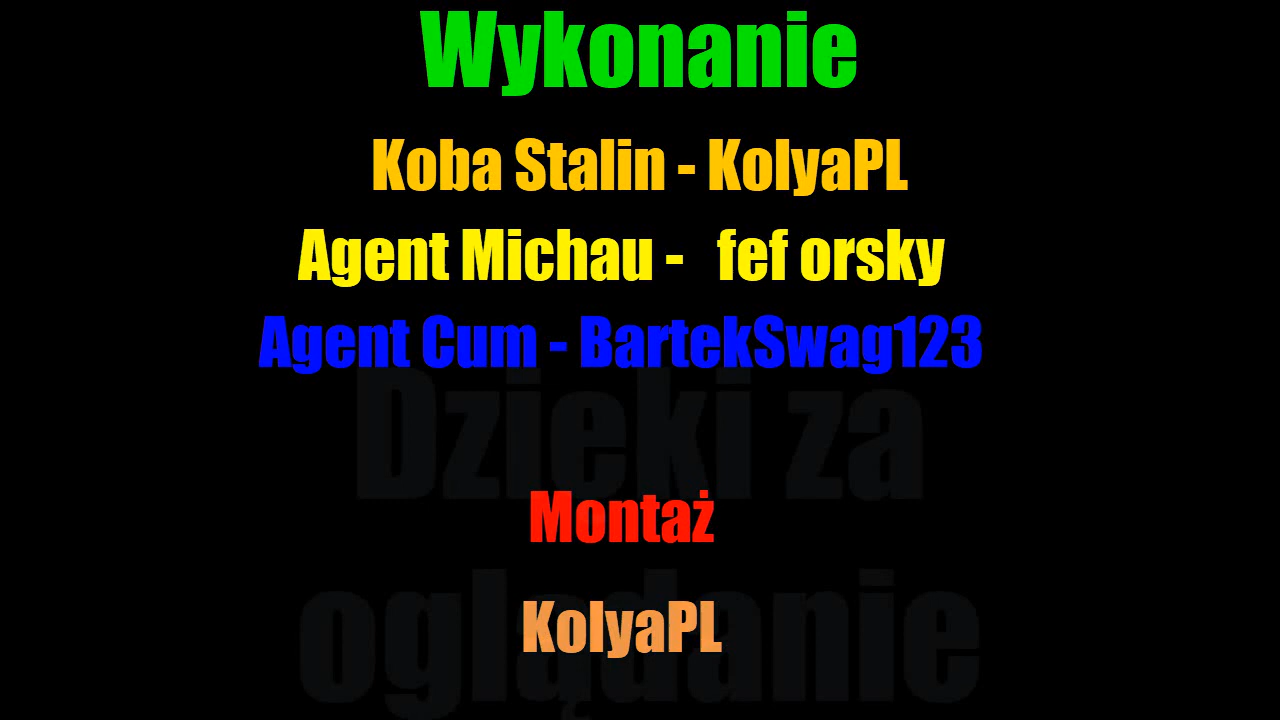 Wykonanie
Koba Stalin - KolyaPL
Agent Michau - fef orsky
Agent Cum - BartekSwag123
Dzieki za
Montaż
oglądanie
KolyaPL